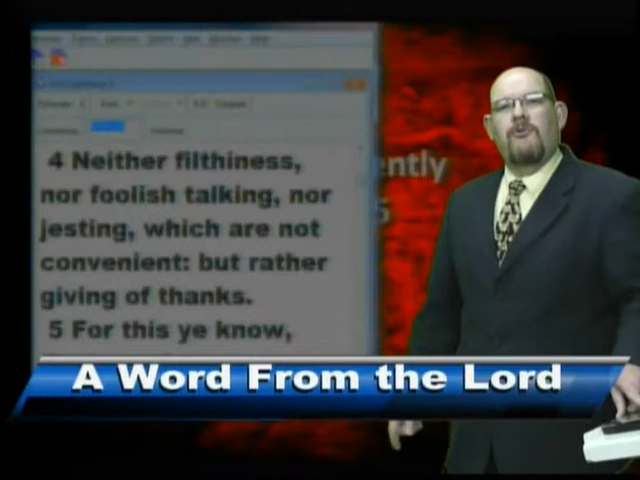 4 Neither filthiness,
nor foolish talking, nor
jesting, which are not
convenient: but rather
giving of thanks.
5 For this ye know,
ently
5
A Word From the Lord